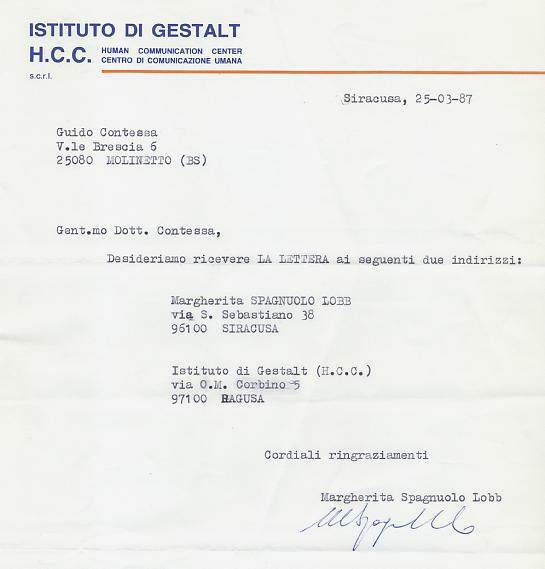 ISTITUTO DI GESTALT
H.C.C. HUMAN COMMUNICATION CENTER
CENTRO DI COMUNICAZIONE UMANA
s.c.r.l.
Siracusa, 25-03-87
Guido Contessa
V.le Brescia 6
25080 MOLINETTO (BS)
Gent.mo Dott. Contessa,
Desideriamo ricevere LA LETTERA ai seguenti due indirizzi:
Margherita SPAGNUOLO LOBB
via S. Sebastiano 38
96100 SIRACUSA
Istituto di Gestalt (H.C.C.)
via O.M. Corbino 5
97100 RAGUSA
Cordiali ringraziamenti
Margherita Spagnuolo Lobb